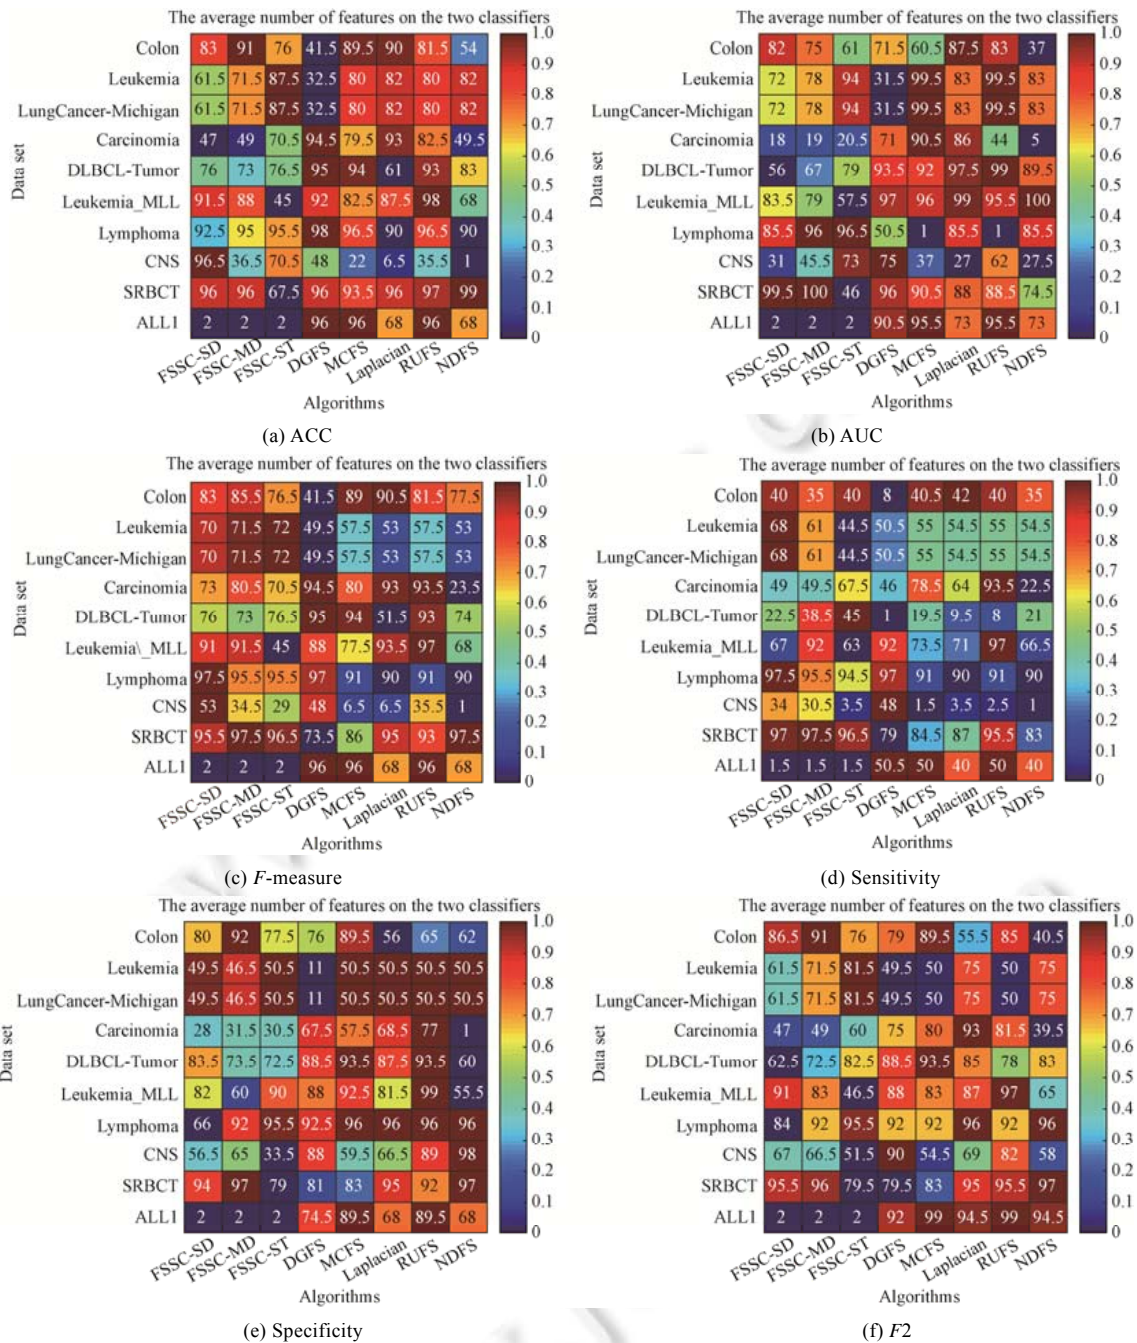 The average number of features on the two classifiers
Data set
Colon 83 91 76 41.5 89.5 90 81.5 54
Leukemia 61.5 71.5 87.5 32.5 80 82 80 82
LungCancer-Michigan 61.5 71.5 87.5 32.5 80 82 80 82
Carcinomia 47 49 70.5 94.5 79.5 93 82.5 49.5
DLBCL-Tumor 76 73 76.5 95 94 61 93 83
Leukemia_MLL 91.5 88 45 92 82.5 87.5 98 68
Lymphoma 92.5 95 95.5 98 96.5 90 96.5 90
CNS 96.5 36.5 70.5 48 22 6.5 35.5 1
SRBCT 96 96 67.5 96 93.5 96 97 99
ALL1 2 2 2 96 96 68 96 68
FSSC-SD FSSC-MD FSSC-ST DGFS MCFS Laplacian RUFS NDFS
Algorithms
1.0
0.9
0.8
0.7
0.6
0.5
0.4
0.3
0.2
0.1
0
(a) ACC
The average number of features on the two classifiers
Data set
Colon 82 75 61 71.5 60.5 87.5 83 37
Leukemia 72 78 94 31.5 99.5 83 99.5 83
LungCancer-Michigan 72 78 94 31.5 99.5 83 99.5 83
Carcinomia 18 19 20.5 71 90.5 86 44 5
DLBCL-Tumor 56 67 79 93.5 92 97.5 99 89.5
Leukemia_MLL 83.5 79 57.5 97 96 99 95.5 100
Lymphoma 85.5 96 96.5 50.5 1 85.5 1 85.5
CNS 31 45.5 73 75 37 27 62 27.5
SRBCT 99.5 100 46 96 90.5 88 88.5 74.5
ALL1 2 2 2 90.5 95.5 73 95.5 73
FSSC-SD FSSC-MD FSSC-ST DGFS MCFS Laplacian RUFS NDFS
Algorithms
1.0
0.9
0.8
0.7
0.6
0.5
0.4
0.3
0.2
0.1
0
(b) AUC
The average number of features on the two classifiers
Data set
Colon 83 85.5 76.5 41.5 89 90.5 81.5 77.5
Leukemia 70 71.5 72 49.5 57.5 53 57.5 53
LungCancer-Michigan 70 71.5 72 49.5 57.5 53 57.5 53
Carcinomia 73 80.5 70.5 94.5 80 93 93.5 23.5
DLBCL-Tumor 76 73 76.5 95 94 51.5 93 74
Leukemia\_MLL 91 91.5 45 88 77.5 93.5 97 68
Lymphoma 97.5 95.5 95.5 97 91 90 91 90
CNS 53 34.5 29 48 6.5 6.5 35.5 1
SRBCT 95.5 97.5 96.5 73.5 86 95 93 97.5
ALL1 2 2 2 96 96 68 96 68
FSSC-SD FSSC-MD FSSC-ST DGFS MCFS Laplacian RUFS NDFS
Algorithms
1.0
0.9
0.8
0.7
0.6
0.5
0.4
0.3
0.2
0.1
0
(c) F-measure
The average number of features on the two classifiers
Data set
Colon 40 35 40 8 40.5 42 40 35
Leukemia 68 61 44.5 50.5 55 54.5 55 54.5
LungCancer-Michigan 68 61 44.5 50.5 55 54.5 55 54.5
Carcinomia 49 49.5 67.5 46 78.5 64 93.5 22.5
DLBCL-Tumor 22.5 38.5 45 1 19.5 9.5 8 21
Leukemia_MLL 67 92 63 92 73.5 71 97 66.5
Lymphoma 97.5 95.5 94.5 97 91 90 91 90
CNS 34 30.5 3.5 48 1.5 3.5 2.5 1
SRBCT 97 97.5 96.5 79 84.5 87 95.5 83
ALL1 1.5 1.5 1.5 50.5 50 40 50 40
FSSC-SD FSSC-MD FSSC-ST DGFS MCFS Laplacian RUFS NDFS
Algorithms
1.0
0.9
0.8
0.7
0.6
0.5
0.4
0.3
0.2
0.1
0
(d) Sensitivity
The average number of features on the two classifiers
Data set
Colon 80 92 77.5 76 89.5 56 65 62
Leukemia 49.5 46.5 50.5 11 50.5 50.5 50.5 50.5
LungCancer-Michigan 49.5 46.5 50.5 11 50.5 50.5 50.5 50.5
Carcinomia 28 31.5 30.5 67.5 57.5 68.5 77 1
DLBCL-Tumor 83.5 73.5 72.5 88.5 93.5 87.5 93.5 60
Leukemia_MLL 82 60 90 88 92.5 81.5 99 55.5
Lymphoma 66 92 95.5 92.5 96 96 96 96
CNS 56.5 65 33.5 88 59.5 66.5 89 98
SRBCT 94 97 79 81 83 95 92 97
ALL1 2 2 2 74.5 89.5 68 89.5 68
FSSC-SD FSSC-MD FSSC-ST DGFS MCFS Laplacian RUFS NDFS
Algorithms
1.0
0.9
0.8
0.7
0.6
0.5
0.4
0.3
0.2
0.1
0
(e) Specificity
The average number of features on the two classifiers
Data set
Colon 86.5 91 76 79 89.5 55.5 85 40.5
Leukemia 61.5 71.5 81.5 49.5 50 75 50 75
LungCancer-Michigan 61.5 71.5 81.5 49.5 50 75 50 75
Carcinomia 47 49 60 75 80 93 81.5 39.5
DLBCL-Tumor 62.5 72.5 82.5 88.5 93.5 85 78 83
Leukemia_MLL 91 83 46.5 88 83 87 97 65
Lymphoma 84 92 95.5 92 92 96 92 96
CNS 67 66.5 51.5 90 54.5 69 82 58
SRBCT 95.5 96 79.5 79.5 83 95 95.5 97
ALL1 2 2 2 92 99 94.5 99 94.5
FSSC-SD FSSC-MD FSSC-ST DGFS MCFS Laplacian RUFS NDFS
Algorithms
1.0
0.9
0.8
0.7
0.6
0.5
0.4
0.3
0.2
0.1
0
(f) F2